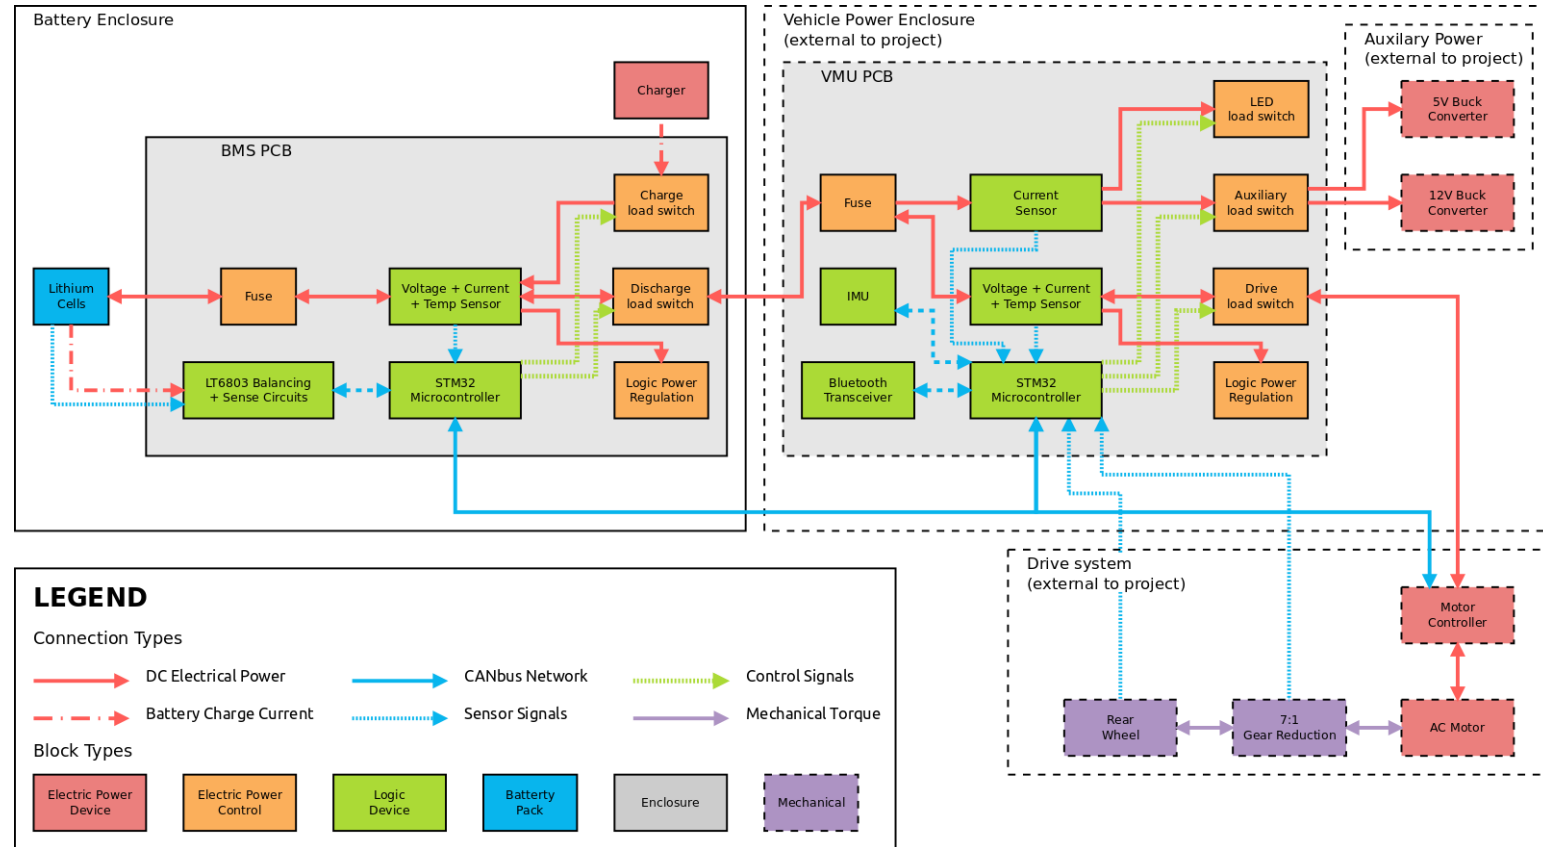 Battery Enclosure
Charger
BMS PCB
Charge
load switch
Lithium
Cells
Fuse
Voltage + Current
+ Temp Sensor
Discharge
load switch
LT6803 Balancing
+ Sense Circuits
STM32
Microcontroller
Logic Power
Regulation
Vehicle Power Enclosure
(external to project)
VMU PCB
LED
load switch
Fuse
Current
Sensor
Auxiliary
load switch
IMU
Voltage + Current
+ Temp Sensor
Drive
load switch
Bluetooth
Transceiver
STM32
Microcontroller
Logic Power
Regulation
Auxilary Power
(external to project)
5V Buck
Converter
12V Buck
Converter
Drive system
(external to project)
Motor
Controller
Rear
Wheel
7:1
Gear Reduction
AC Motor
LEGEND
Connection Types
DC Electrical Power
CANbus Network
Control Signals
Battery Charge Current
Sensor Signals
Mechanical Torque
Block Types
Electric Power
Device
Electric Power
Control
Logic
Device
Batterty
Pack
Enclosure
Mechanical